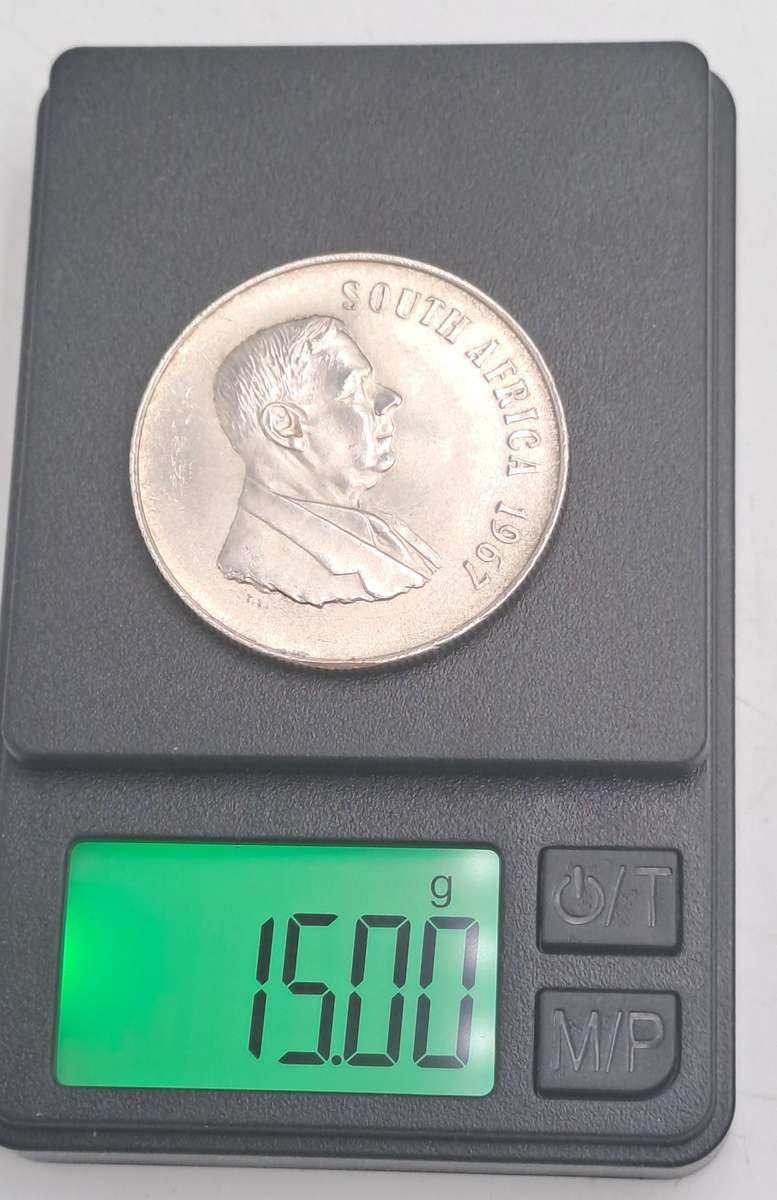 SOUTH AFRICA 1967
g
15.00
/T
M/P